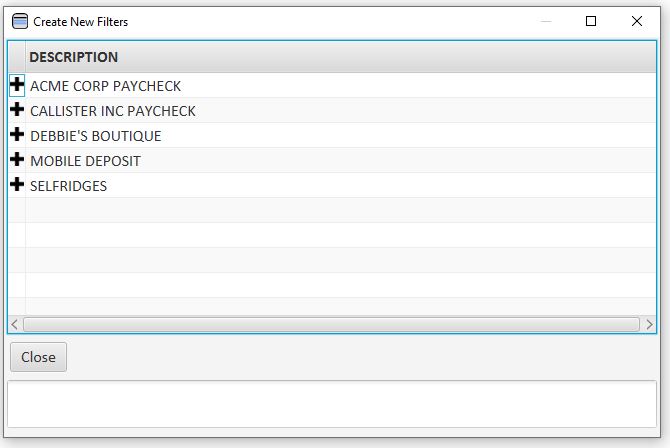 Create New Filters
DESCRIPTION
ACME CORP PAYCHECK
CALLISTER INC PAYCHECK
DEBBIE'S BOUTIQUE
MOBILE DEPOSIT
SELFRIDGES
Close